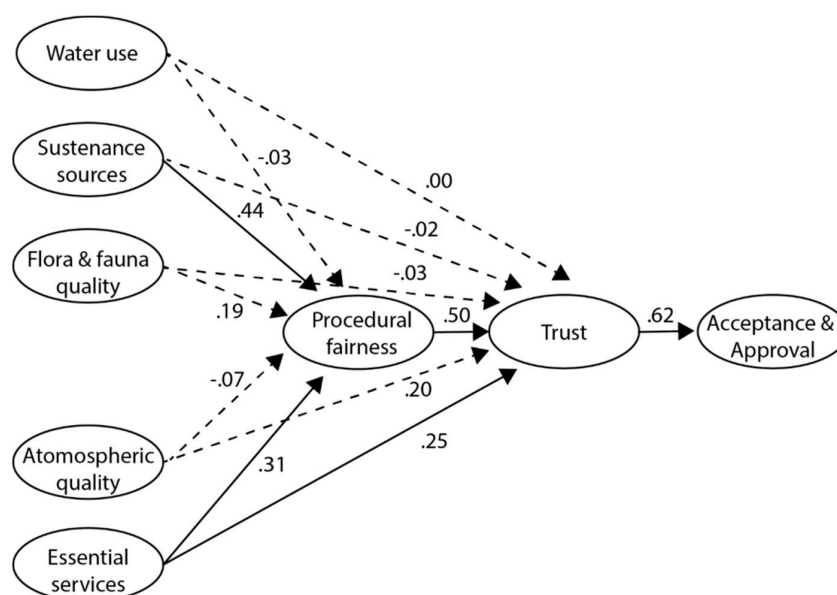 Water use
-.03
Sustenance
sources
.00
.44
-.02
Flora & fauna
quality
-.03
.19
Procedural
fairness
.50
Trust
.62
Acceptance &
Approval
-.07
.20
Atomospheric
quality
.25
.31
Essential
services